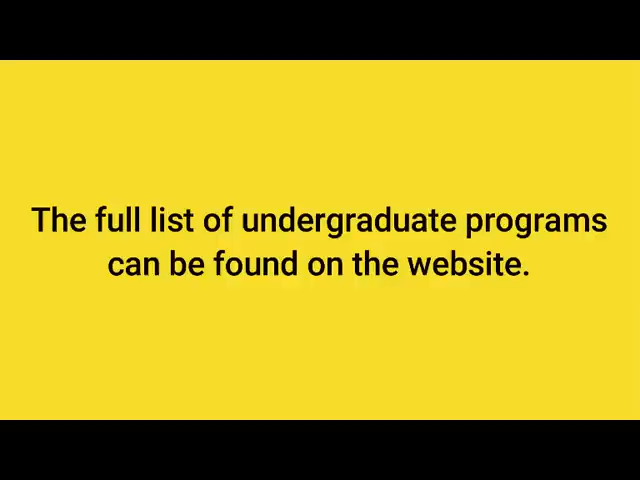 The full list of undergraduate programs
can be found on the website.